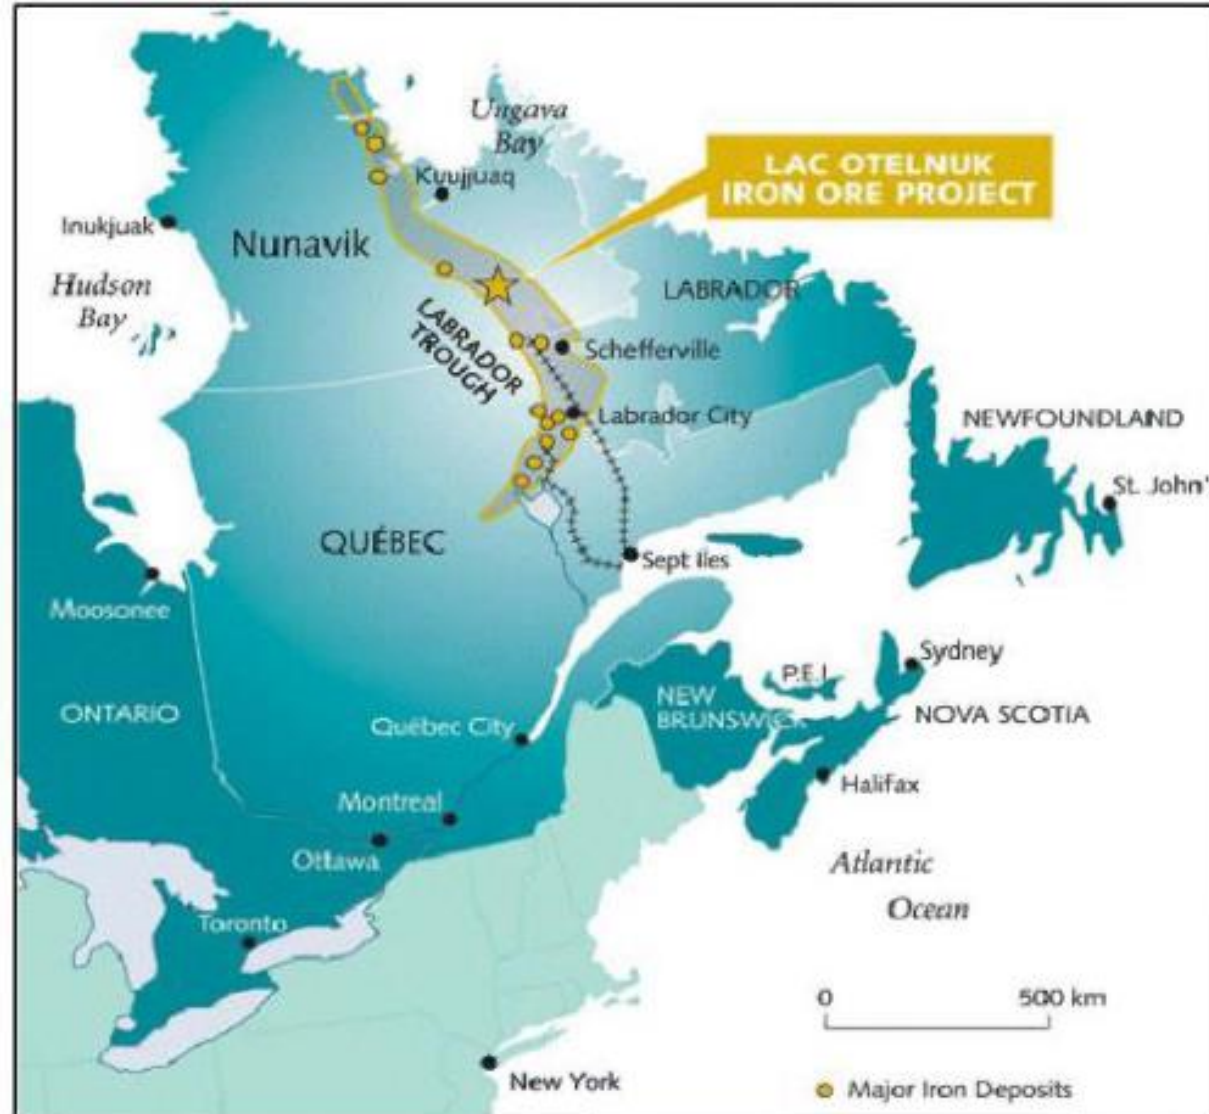 Ungava
Bay
LAC OTELNUK
IRON ORE PROJECT
Kuujjuaq
Inukjuak
Nunavik
Hudson
Bay
LABRADOR
LABRADOR
TROUGH
Schefferville
Labrador City
NEWFOUNDLAND
St. John'
QUÉBEC
Sept Iles
Moosonee
Sydney
P.E.I.
ONTARIO
NEW
BRUNSWICK
NOVA SCOTIA
Québec City
Halifax
Montreal
Ottawa
Atlantic
Ocean
Toronto
0 500 km
New York
Major Iron Deposits